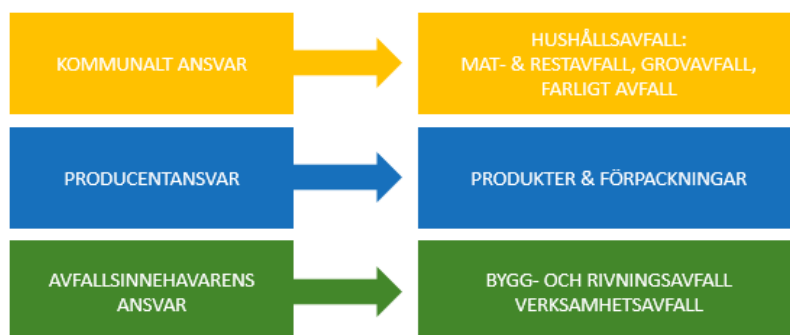 KOMMUNALT ANSVAR
HUSHÅLLSAVFALL:
MAT- & RESTAVFALL, GROVAVFALL,
FARLIGT AVFALL
PRODUCENTANSVAR
PRODUKTER & FÖRPACKNINGAR
AVFALLSINNEHAVARENS
ANSVAR
BYGG- OCH RIVNINGSAVFALL
VERKSAMHETSAVFALL